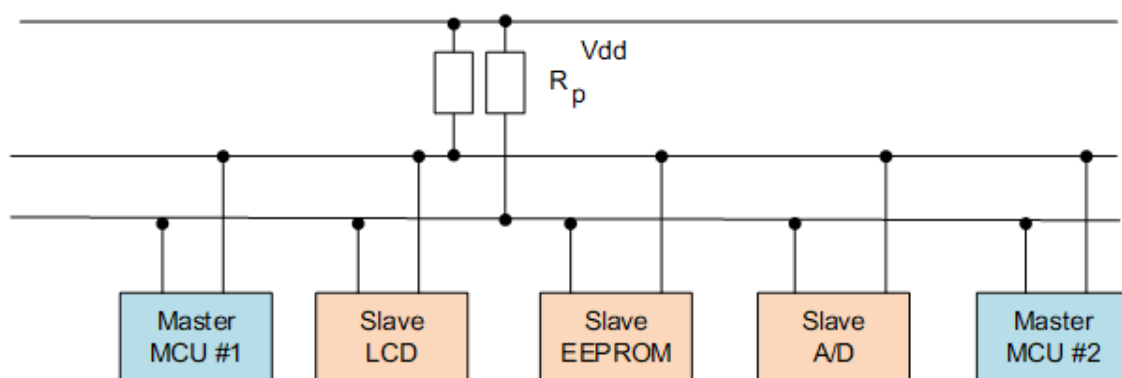 Vdd
Rp
Master
MCU #1
Slave
LCD
Slave
EEPROM
Slave
A/D
Master
MCU #2